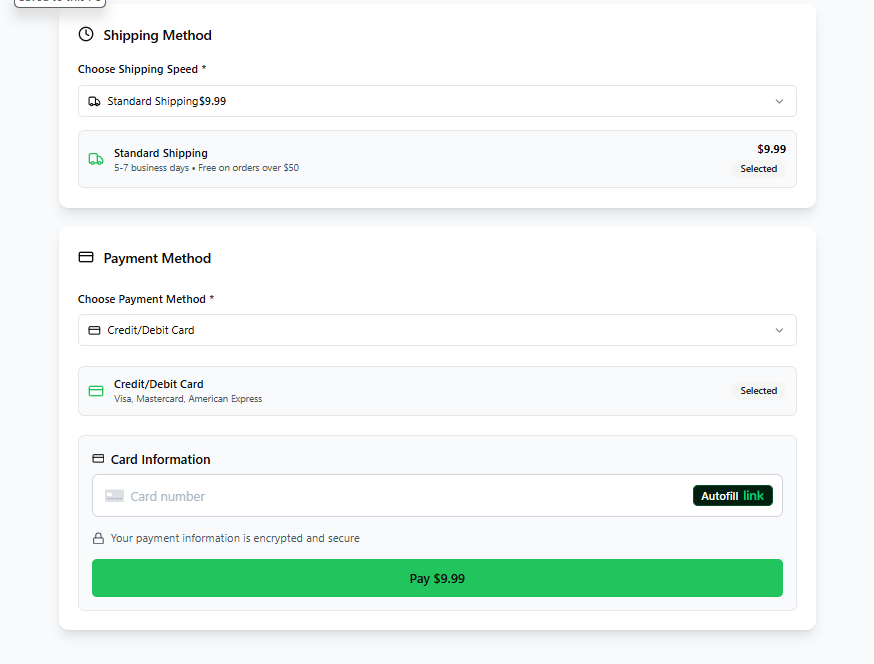 Shipping Method
Choose Shipping Speed *
Standard Shipping$9.99
Standard Shipping
$9.99
5-7 business days • Free on orders over $50
Selected
Payment Method
Choose Payment Method *
Credit/Debit Card
Credit/Debit Card
Visa, Mastercard, American Express
Selected
Card Information
Card number
Autofill link
Your payment information is encrypted and secure
Pay $9.99